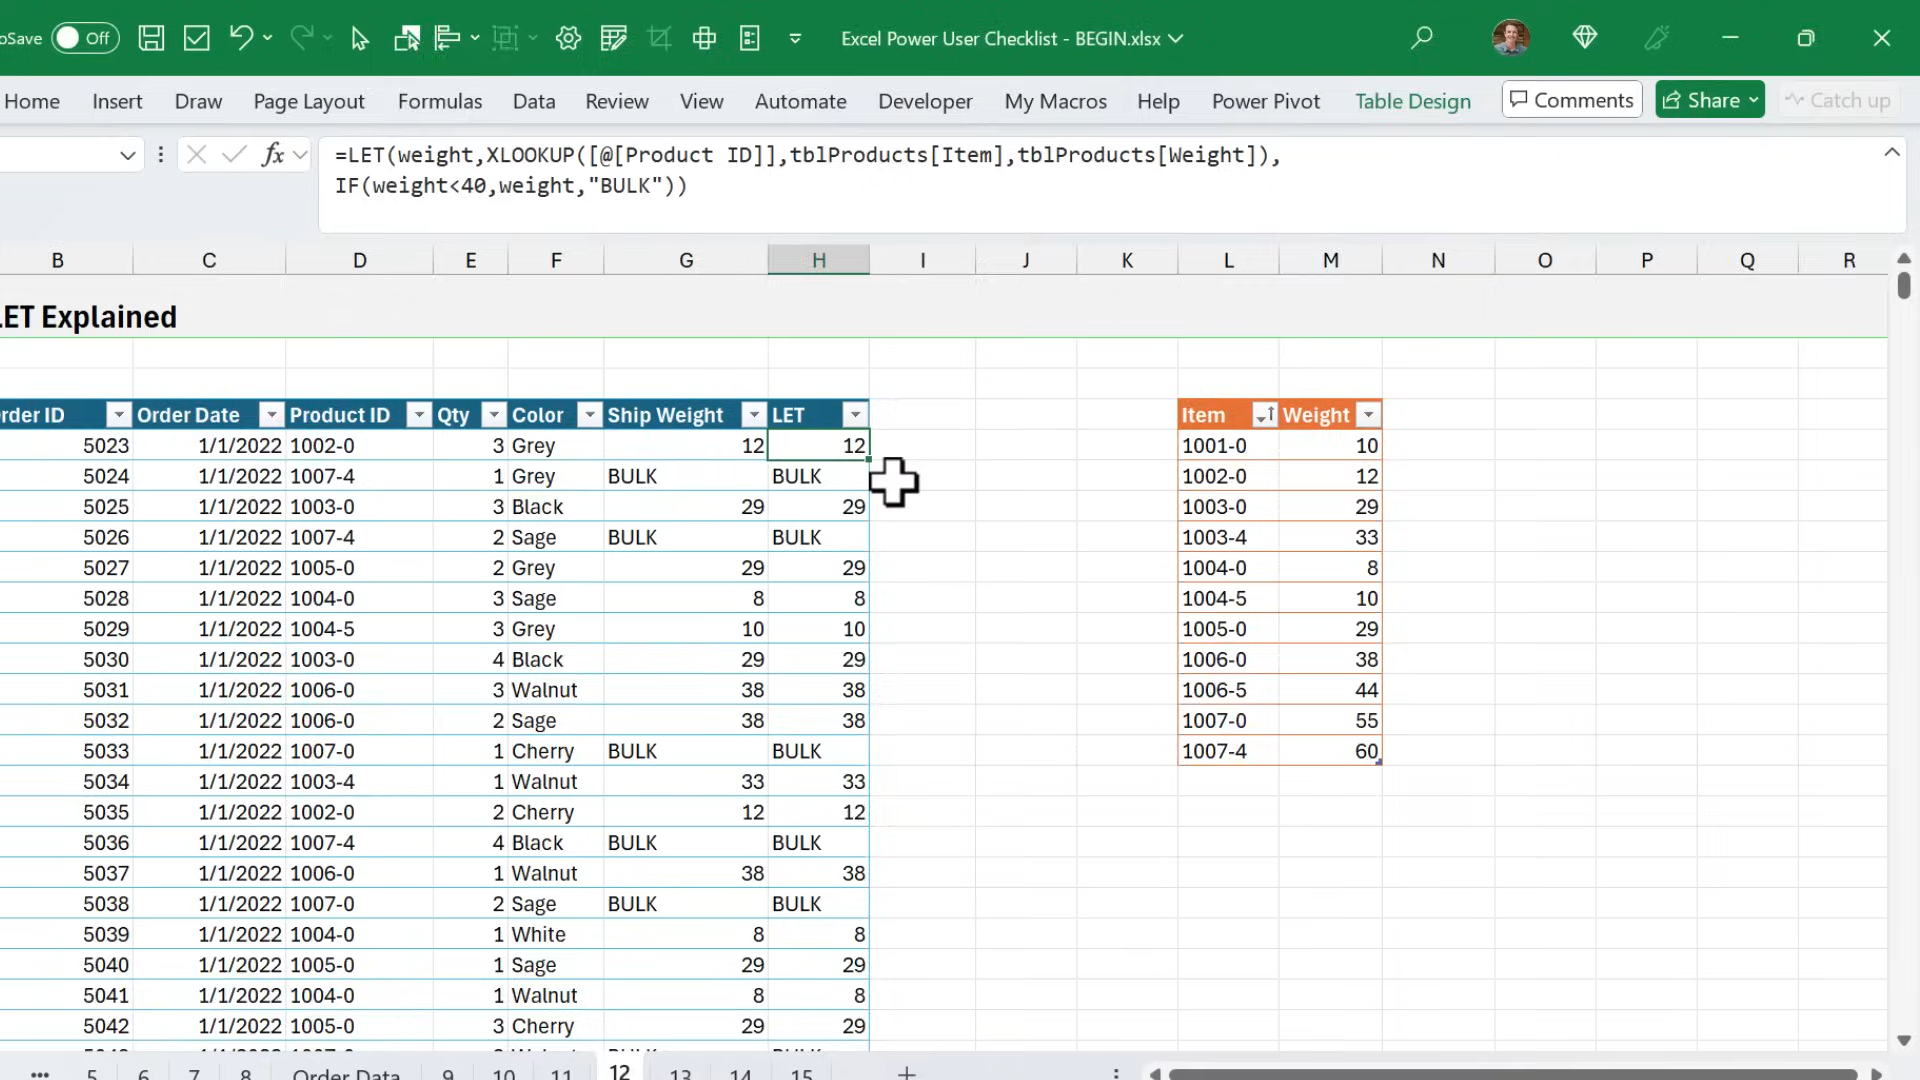 oSave Off Excel Power User Checklist - BEGIN.xlsx
Home Insert Draw Page Layout Formulas Data Review View Automate Developer My Macros Help Power Pivot Table Design Comments Share Catch up
fx =LET(weight,XLOOKUP([@[Product ID]],tblProducts[Item],tblProducts[Weight]),
IF(weight<40,weight,"BULK"))
B C D E F G H I J K L M N O P Q R
LET Explained
rder ID Order Date Product ID Qty Color Ship Weight LET Item Weight
5023 1/1/2022 1002-0 3 Grey 12 12 1001-0 10
5024 1/1/2022 1007-4 1 Grey BULK BULK 1002-0 12
5025 1/1/2022 1003-0 3 Black 29 29 1003-0 29
5026 1/1/2022 1007-4 2 Sage BULK BULK 1003-4 33
5027 1/1/2022 1005-0 2 Grey 29 29 1004-0 8
5028 1/1/2022 1004-0 3 Sage 8 8 1004-5 10
5029 1/1/2022 1004-5 3 Grey 10 10 1005-0 29
5030 1/1/2022 1003-0 4 Black 29 29 1006-0 38
5031 1/1/2022 1006-0 3 Walnut 38 38 1006-5 44
5032 1/1/2022 1006-0 2 Sage 38 38 1007-0 55
5033 1/1/2022 1007-0 1 Cherry BULK BULK 1007-4 60
5034 1/1/2022 1003-4 1 Walnut 33 33
5035 1/1/2022 1002-0 2 Cherry 12 12
5036 1/1/2022 1007-4 4 Black BULK BULK
5037 1/1/2022 1006-0 1 Walnut 38 38
5038 1/1/2022 1007-0 2 Sage BULK BULK
5039 1/1/2022 1004-0 1 White 8 8
5040 1/1/2022 1005-0 1 Sage 29 29
5041 1/1/2022 1004-0 1 Walnut 8 8
5042 1/1/2022 1005-0 3 Cherry 29 29
5 6 7 8 Order Data 9 10 11 12 13 14 15